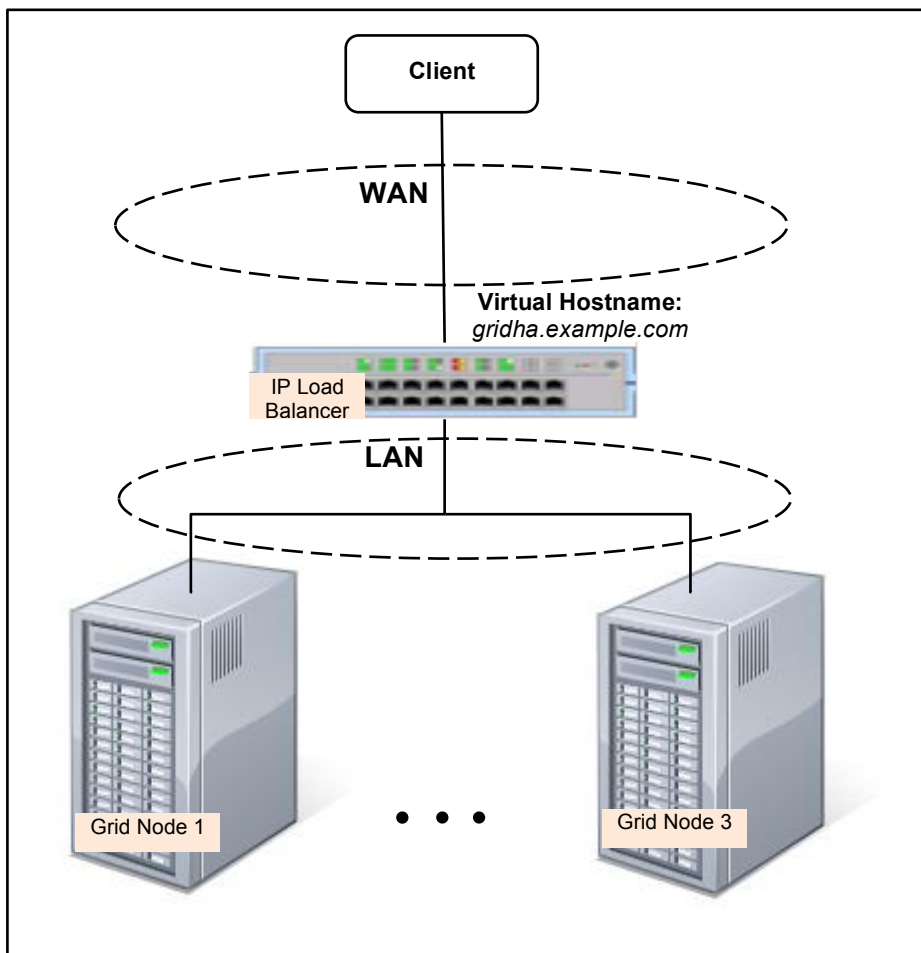 Client
WAN
Virtual Hostname:
gridha.example.com
IP Load
Balancer
LAN
Grid Node 1
Grid Node 3